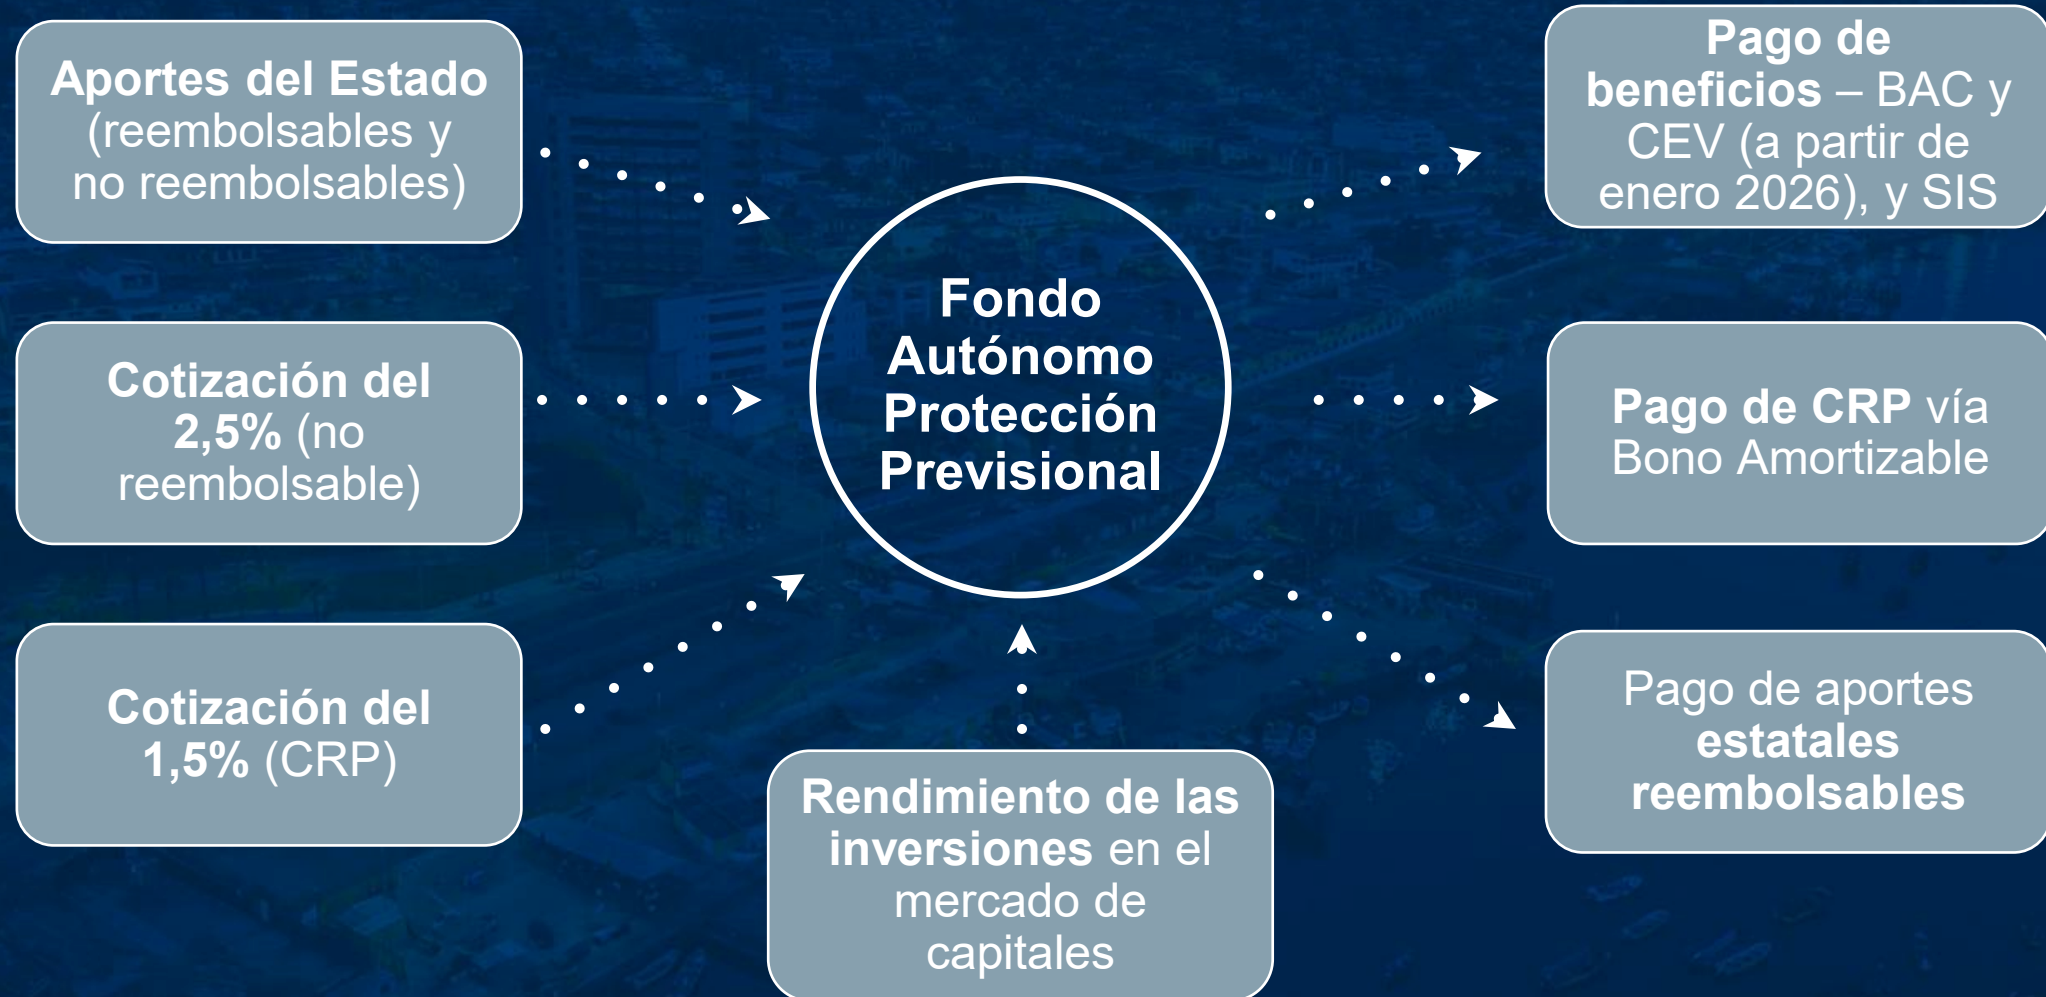 Aportes del Estado
(reembolsables y
no reembolsables)
Cotización del
2,5% (no
reembolsable)
Cotización del
1,5% (CRP)
Fondo
Autónomo
Protección
Previsional
Rendimiento de las
inversiones en el
mercado de
capitales
Pago de
beneficios – BAC y
CEV (a partir de
enero 2026), y SIS
Pago de CRP vía
Bono Amortizable
Pago de aportes
estatales
reembolsables